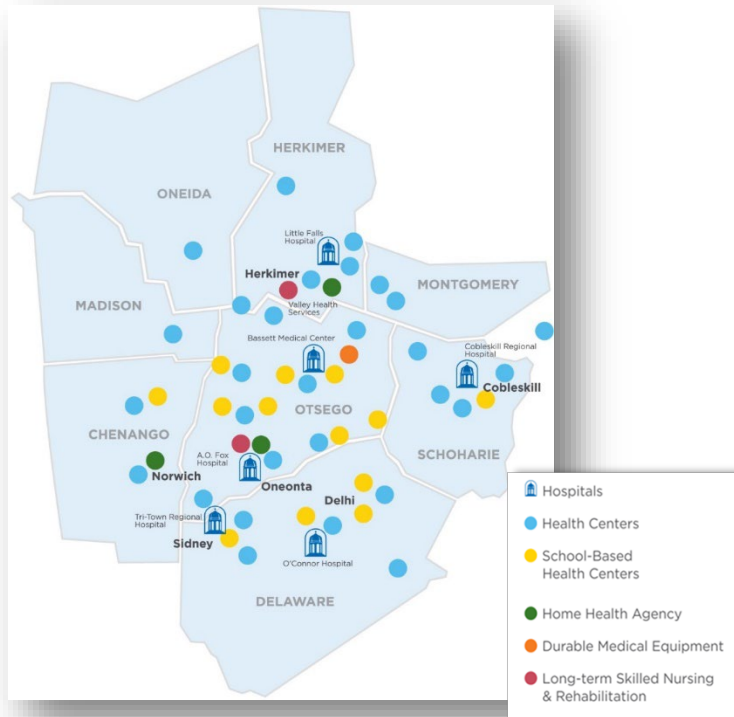 HERKIMER
ONEIDA
Little Falls
Hospital
Herkimer
MONTGOMERY
MADISON
Valley Health
Services
Bassett Medical Center
Cobleskill Regional
Hospital
Cobleskill
OTSEGO
CHENANGO
SCHOHARIE
A.O. Fox
Hospital
Norwich
Oneonta
Delhi
Tri-Town Regional
Hospital
Sidney
O'Connor Hospital
DELAWARE
Hospitals
Health Centers
School-Based
Health Centers
Home Health Agency
Durable Medical Equipment
Long-term Skilled Nursing
& Rehabilitation